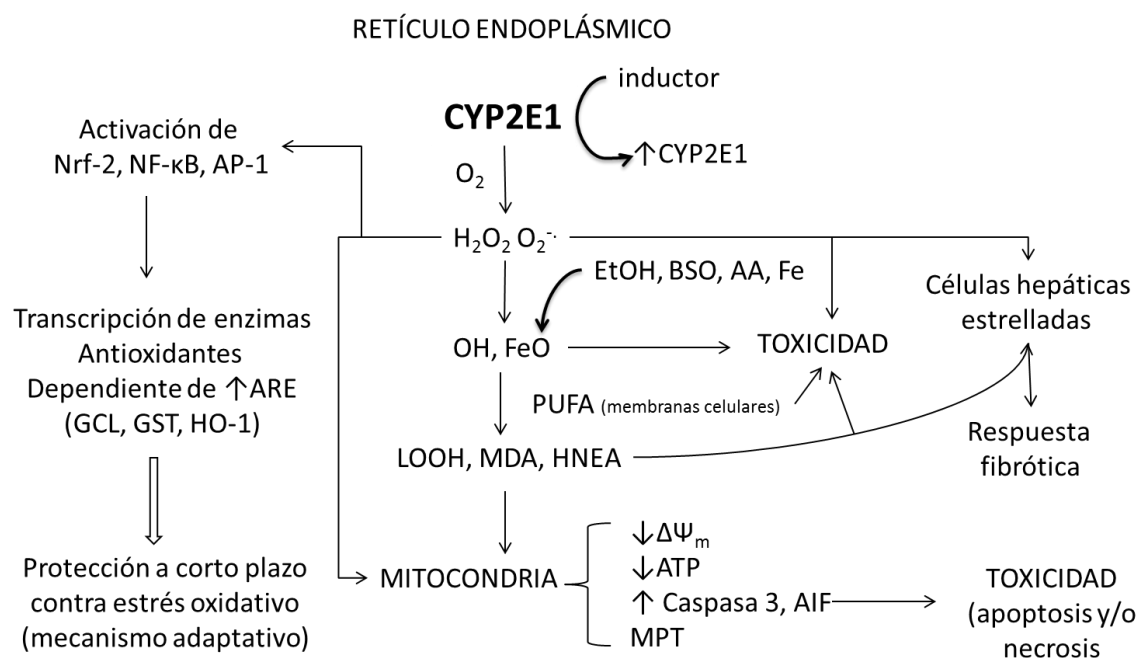 RETÍCULO ENDOPLÁSMICO
inductor
CYP2E1
↑CYP2E1
O₂
Activación de
Nrf-2, NF-κB, AP-1
H₂O₂ O₂⁻·
EtOH, BSO, AA, Fe
Células hepáticas
estrelladas
Transcripción de enzimas
Antioxidantes
Dependiente de ↑ARE
(GCL, GST, HO-1)
OH, FeO
TOXICIDAD
PUFA (membranas celulares)
Respuesta
fibrótica
LOOH, MDA, HNEA
Protección a corto plazo
contra estrés oxidativo
(mecanismo adaptativo)
MITOCONDRIA
↓ΔΨₘ
↓ATP
↑ Caspasa 3, AIF
MPT
TOXICIDAD
(apoptosis y/o
necrosis